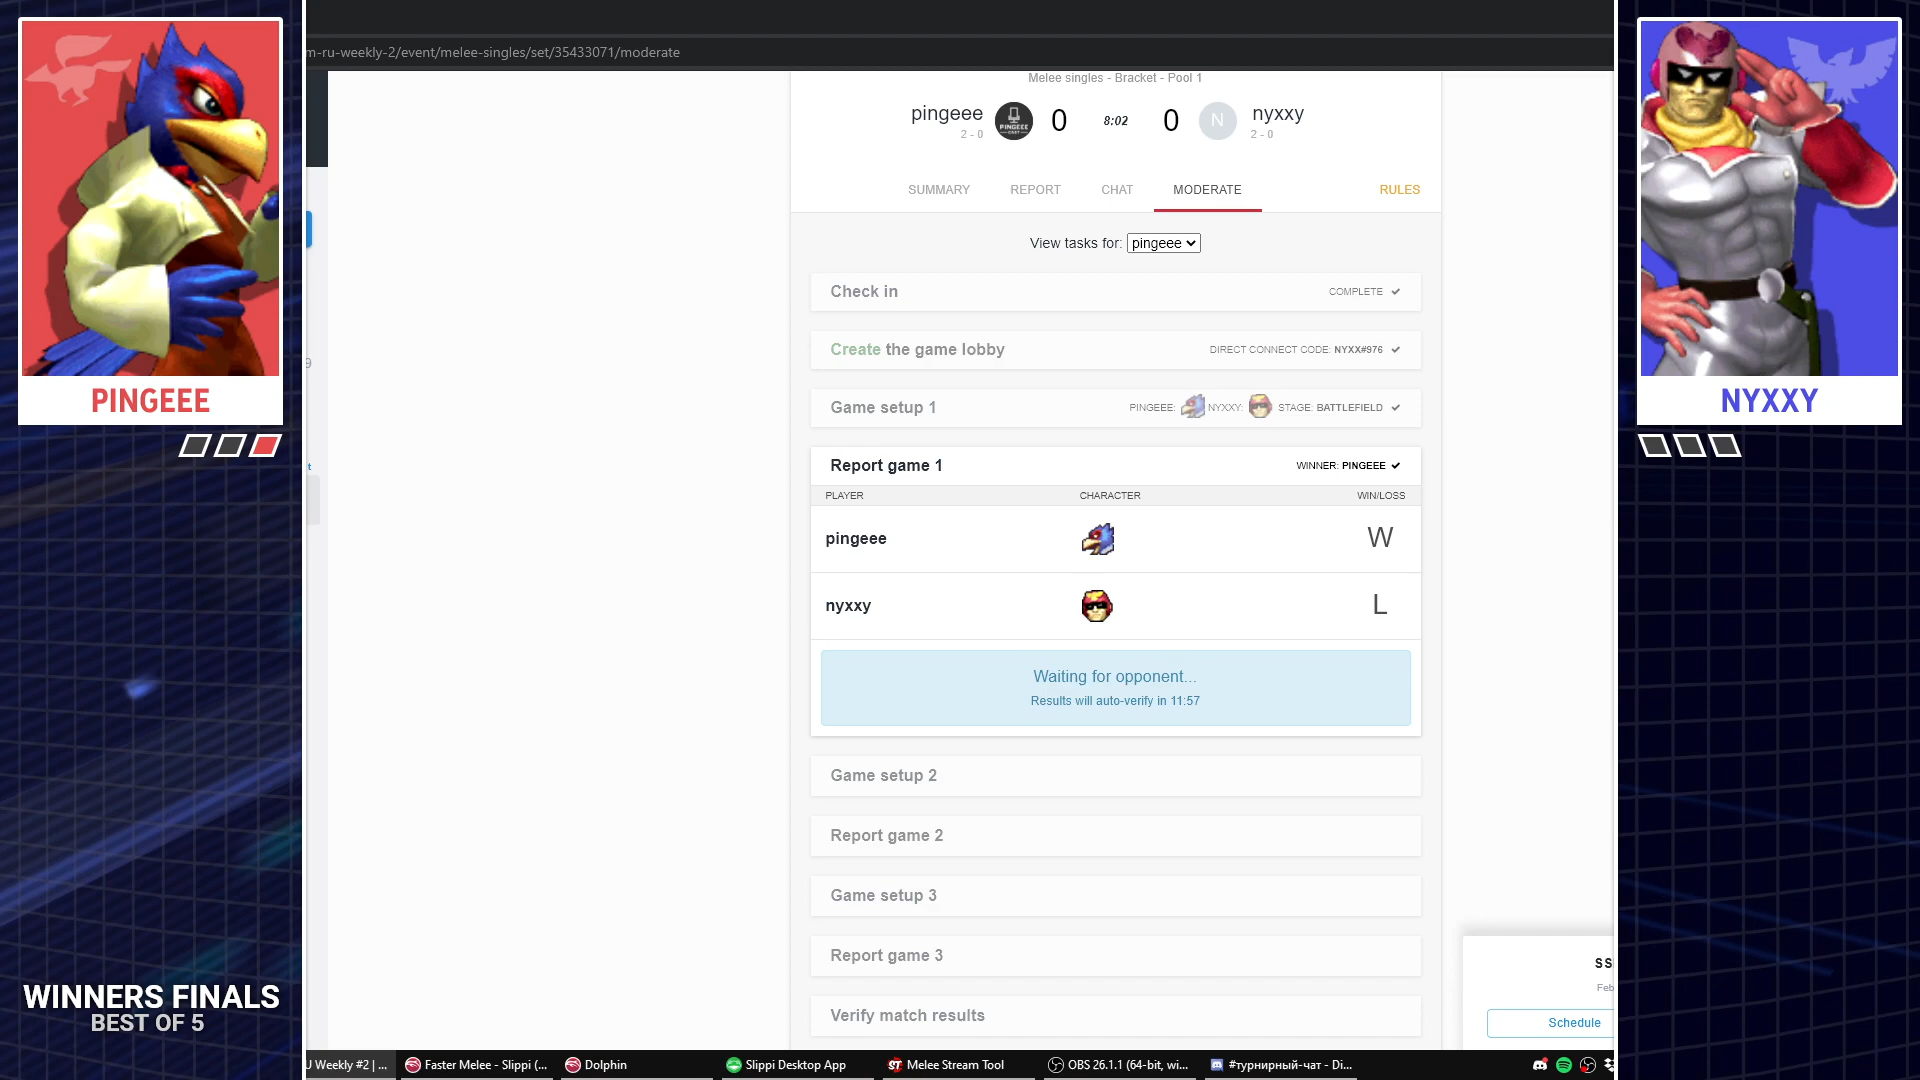 m-ru-weekly-2/event/melee-singles/set/35433071/moderate
Melee singles - Bracket - Pool 1
pingeee
2 - 0
PINGEEE
0
8:02
0
N
nyxxy
2 - 0
SUMMARY
REPORT
CHAT
MODERATE
RULES
View tasks for: pingeee
Check in
COMPLETE
Create the game lobby
DIRECT CONNECT CODE: NYXX#976
Game setup 1
PINGEEE: NYXXY: STAGE: BATTLEFIELD
Report game 1
WINNER: PINGEEE
PLAYER
CHARACTER
WIN/LOSS
pingeee
W
nyxxy
L
Waiting for opponent...
Results will auto-verify in 11:57
Game setup 2
Report game 2
Game setup 3
Report game 3
Verify match results
PINGEEE
NYXXY
9
t
WINNERS FINALS
BEST OF 5
SS
Feb
Schedule
U Weekly #2 | ...
Faster Melee - Slippi (...
Dolphin
Slippi Desktop App
Melee Stream Tool
OBS 26.1.1 (64-bit, wi...
#турнирный-чат - Di...